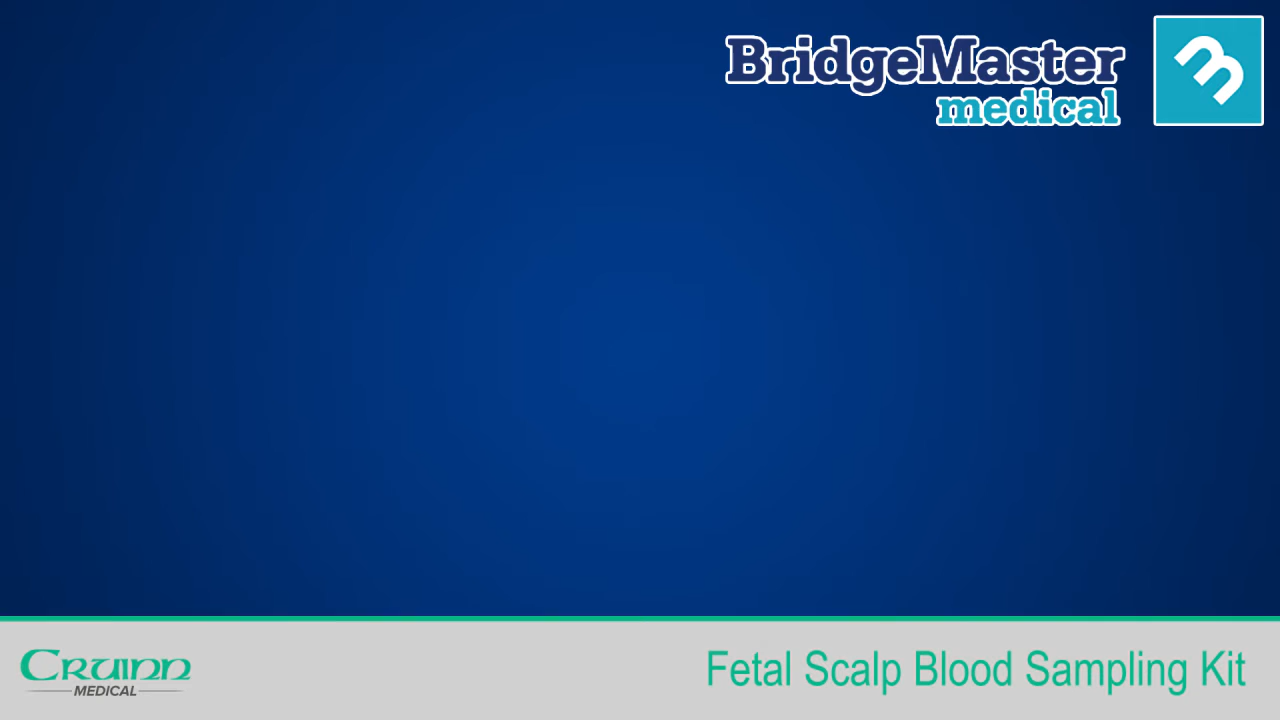 BridgeMaster
medical
Cruinn
MEDICAL
Fetal Scalp Blood Sampling Kit